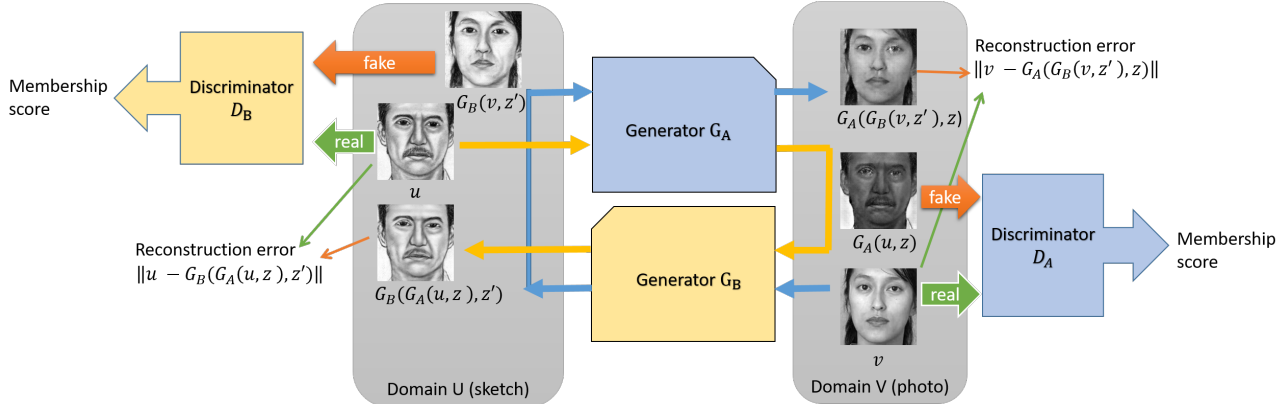 Membership
score
Discriminator
D_B
fake
real
G_B(v, z′)
u
Reconstruction error
‖u − G_B(G_A(u, z ), z′)‖
G_B(G_A(u, z ), z′)
Domain U (sketch)
Generator G_A
Generator G_B
G_A(G_B(v, z′ ), z)
G_A(u, z)
v
Domain V (photo)
Reconstruction error
‖v − G_A(G_B(v, z′ ), z)‖
fake
real
Discriminator
D_A
Membership
score